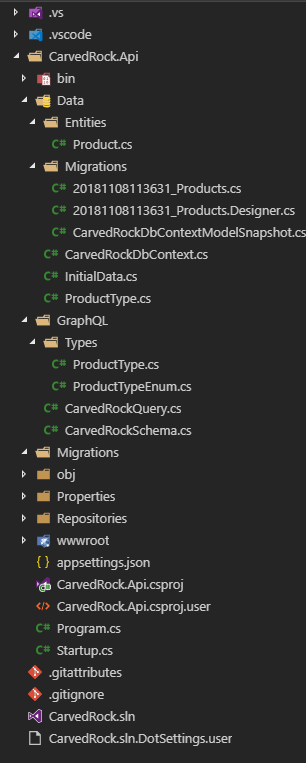 .vs
.vscode
CarvedRock.Api
bin
Data
Entities
Product.cs
Migrations
20181108113631_Products.cs
20181108113631_Products.Designer.cs
CarvedRockDbContextModelSnapshot.cs
CarvedRockDbContext.cs
InitialData.cs
ProductType.cs
GraphQL
Types
ProductType.cs
ProductTypeEnum.cs
CarvedRockQuery.cs
CarvedRockSchema.cs
Migrations
obj
Properties
Repositories
wwwroot
appsettings.json
CarvedRock.Api.csproj
CarvedRock.Api.csproj.user
Program.cs
Startup.cs
.gitattributes
.gitignore
CarvedRock.sln
CarvedRock.sln.DotSettings.user